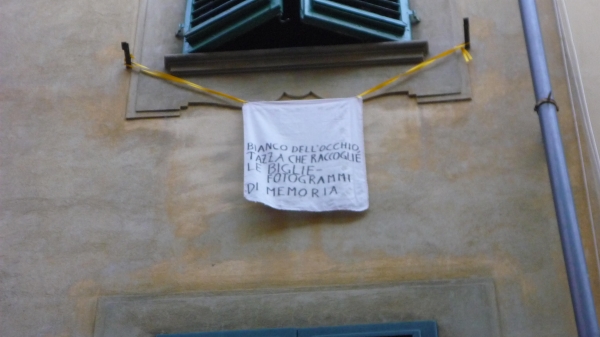 BIANCO DELL'OCCHIO,
TAZZA CHE RACCOGLIE
LE BIGLIE-
FOTOGRAMMI
DI MEMORIA